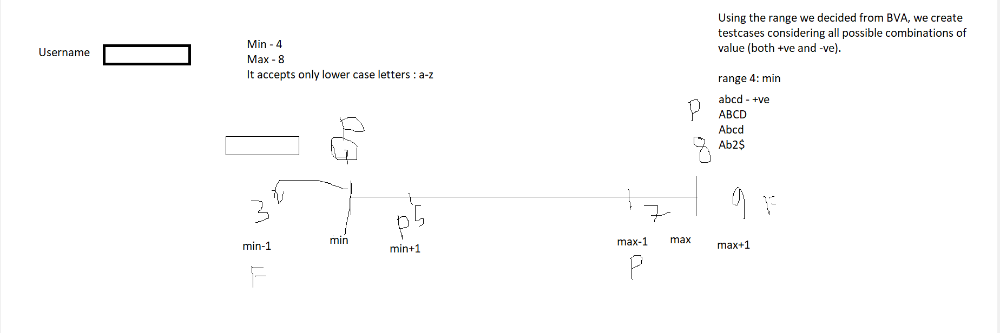 Username
Min - 4
Max - 8
It accepts only lower case letters : a-z
Using the range we decided from BVA, we create
testcases considering all possible combinations of
value (both +ve and -ve).
range 4: min
abcd - +ve
ABCD
Abcd
Ab2$
P
P
4
8
3
P 5
7
9 F
min-1
min
min+1
max-1
max
max+1
F
P